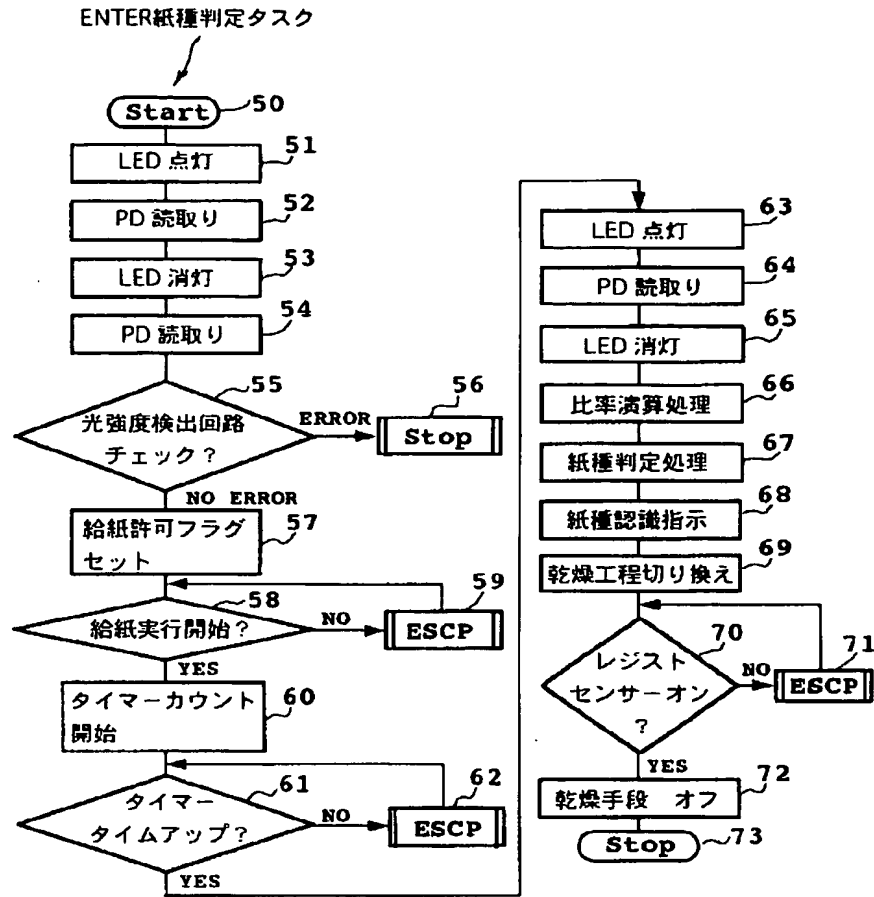 ENTER紙種判定タスク
Start 50
LED 点灯 51
PD 読取り 52
LED 消灯 53
PD 読取り 54
55
光強度検出回路
チェック？
ERROR
Stop 56
NO ERROR
給紙許可フラグ
セット
57
58
給紙実行開始？
NO
ESCP 59
YES
タイマーカウント
開始
60
61
タイマー
タイムアップ？
NO
ESCP 62
YES
LED 点灯 63
PD 読取り 64
LED 消灯 65
比率演算処理 66
紙種判定処理 67
紙種認識指示 68
乾燥工程切り換え 69
70
レジスト
センサーオン
？
NO
ESCP 71
YES
乾燥手段　オフ 72
Stop 73